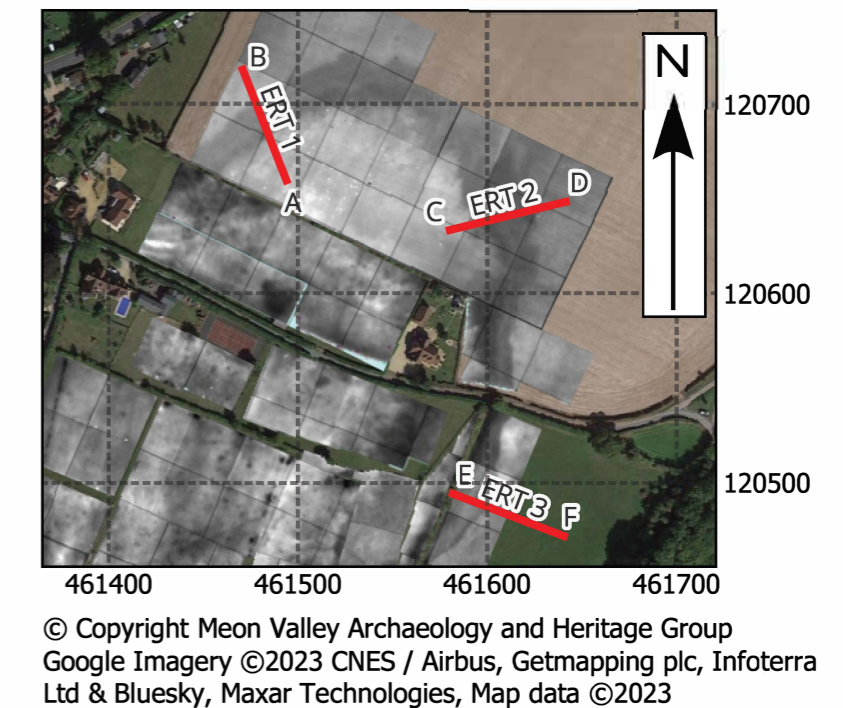 B
N
ERT 1
120700
A
C
ERT 2
D
120600
E
ERT 3
F
120500
461400 461500 461600 461700
© Copyright Meon Valley Archaeology and Heritage Group
Google Imagery ©2023 CNES / Airbus, Getmapping plc, Infoterra
Ltd & Bluesky, Maxar Technologies, Map data ©2023